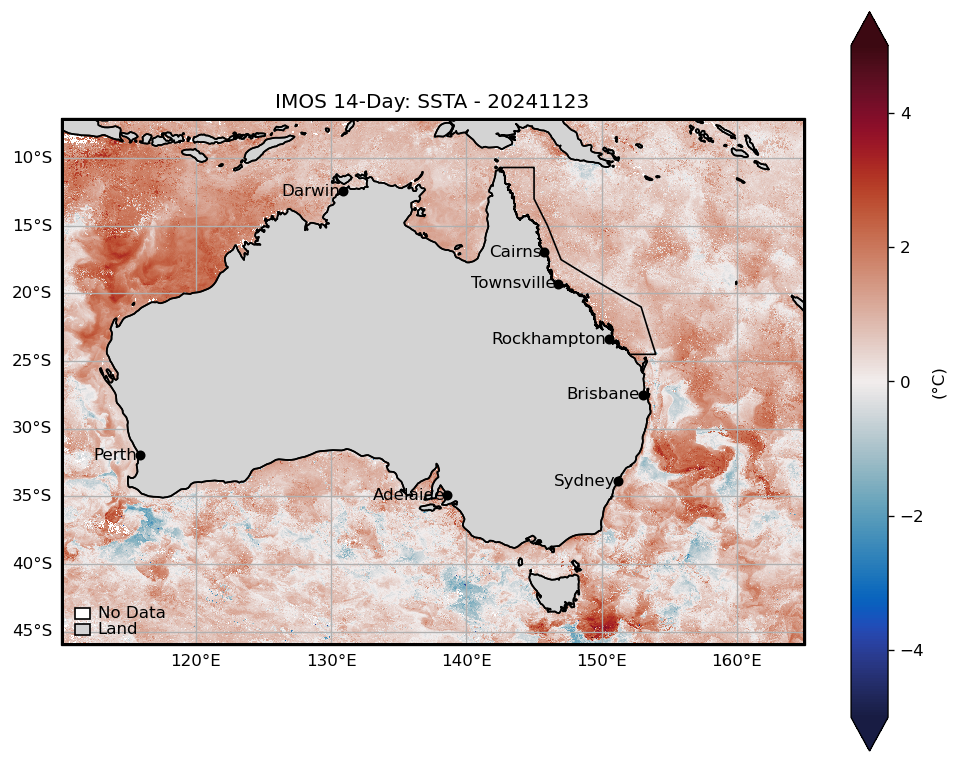 IMOS 14-Day: SSTA - 20241123
10°S
15°S
20°S
25°S
30°S
35°S
40°S
45°S
Darwin
Cairns
Townsville
Rockhampton
Brisbane
Perth
Sydney
Adelaide
No Data
Land
120°E
130°E
140°E
150°E
160°E
4
2
0
−2
−4
(°C)